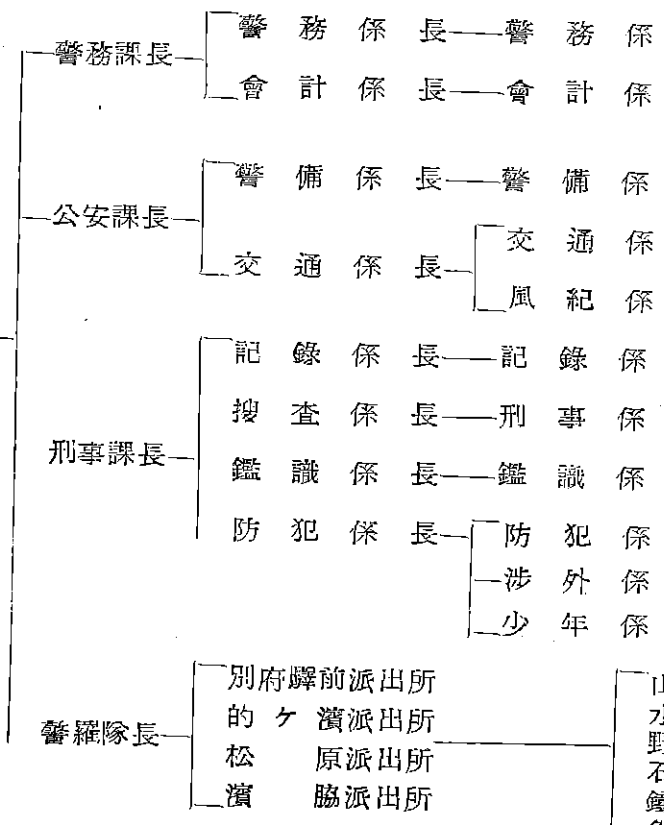 警務課長
警務係長
警務係
會計係長
會計係
公安課長
警備係長
警備係
交通係長
交通係
風紀係
刑事課長
記錄係長
記錄係
搜査係長
刑事係
鑑識係長
鑑識係
防犯係長
防犯係
渉外係
少年係
警羅隊長
別府驛前派出所
的ケ濱派出所
松原派出所
濱脇派出所